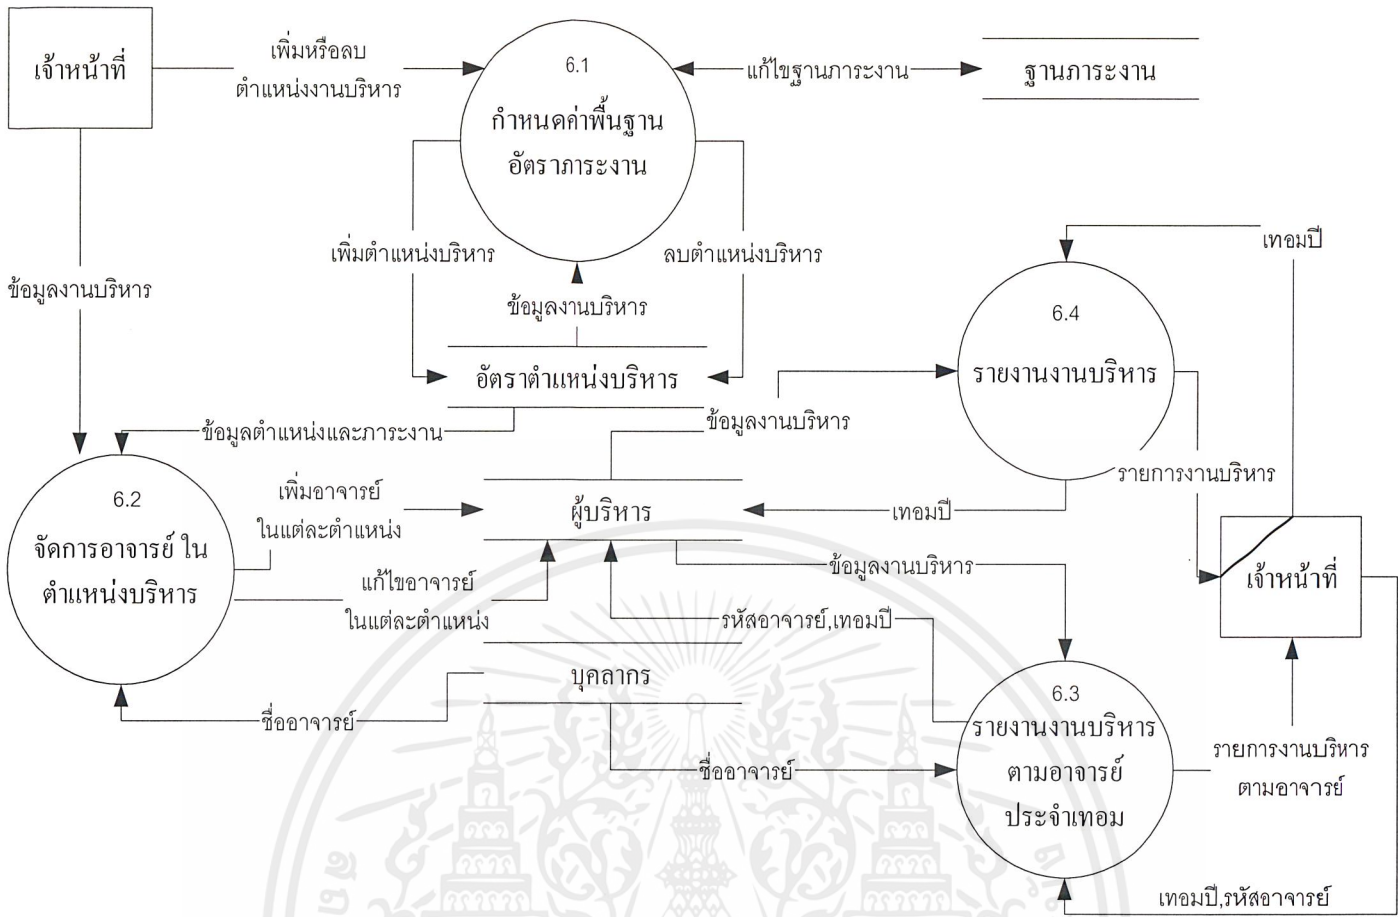 เจ้าหน้าที่
เพิ่มหรือลบ
ตำแหน่งงานบริหาร
6.1
กำหนดค่าพื้นฐาน
อัตราภาระงาน
แก้ไขฐานภาระงาน
ฐานภาระงาน
เพิ่มตำแหน่งบริหาร
ลบตำแหน่งบริหาร
เทอมปี
ข้อมูลงานบริหาร
ข้อมูลงานบริหาร
6.4
รายงานงานบริหาร
อัตราตำแหน่งบริหาร
ข้อมูลตำแหน่งและภาระงาน
ข้อมูลงานบริหาร
รายการงานบริหาร
6.2
จัดการอาจารย์ ใน
ตำแหน่งบริหาร
เพิ่มอาจารย์
ในแต่ละตำแหน่ง
ผู้บริหาร
เทอมปี
เจ้าหน้าที่
แก้ไขอาจารย์
ในแต่ละตำแหน่ง
ข้อมูลงานบริหาร
รหัสอาจารย์,เทอมปี
บุคลากร
ชื่ออาจารย์
ชื่ออาจารย์
6.3
รายงานงานบริหาร
ตามอาจารย์
ประจำเทอม
รายการงานบริหาร
ตามอาจารย์
เทอมปี,รหัสอาจารย์